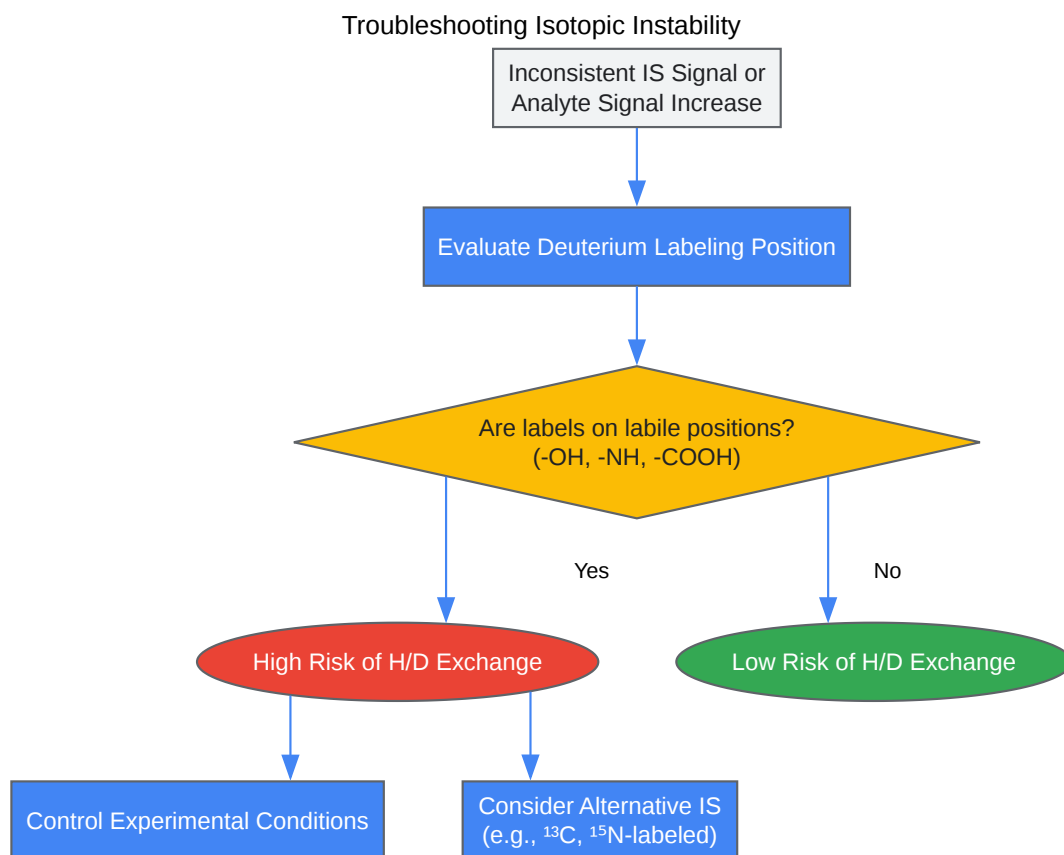 Troubleshooting Isotopic Instability
Inconsistent IS Signal or
Analyte Signal Increase
Evaluate Deuterium Labeling Position
Are labels on labile positions?
(-OH, -NH, -COOH)
Yes
No
High Risk of H/D Exchange
Low Risk of H/D Exchange
Control Experimental Conditions
Consider Alternative IS
(e.g., ¹³C, ¹⁵N-labeled)